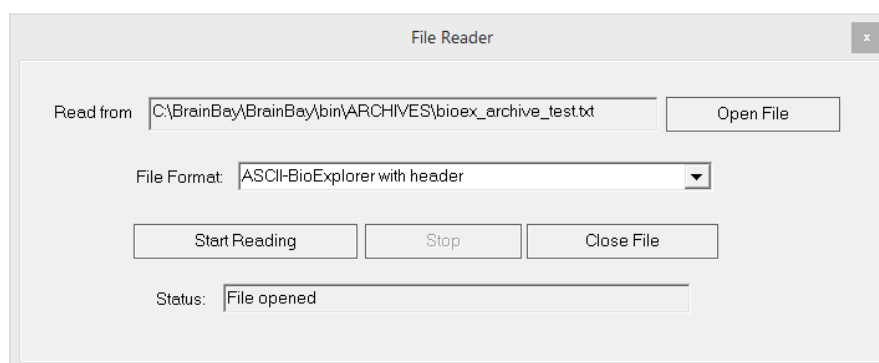 File Reader
x
Read from C:\BrainBay\BrainBay\bin\ARCHIVES\bioex_archive_test.txt Open File
File Format: ASCII-BioExplorer with header
Start Reading Stop Close File
Status: File opened